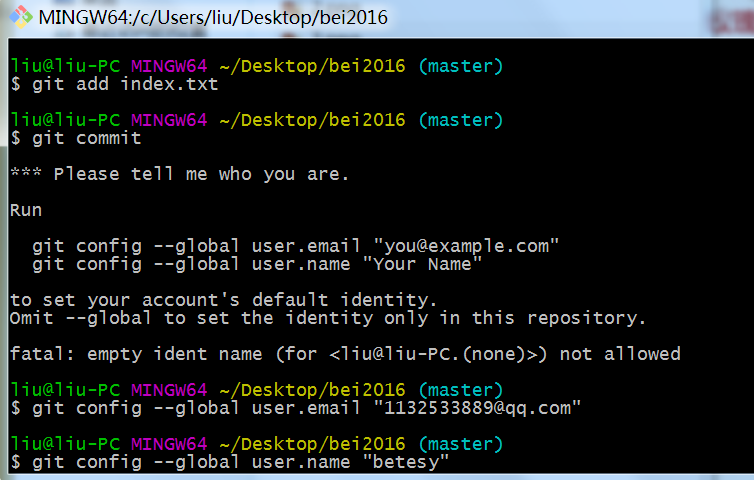 MINGW64:/c/Users/liu/Desktop/bei2016
liu@liu-PC MINGW64 ~/Desktop/bei2016 (master)
$ git add index.txt
liu@liu-PC MINGW64 ~/Desktop/bei2016 (master)
$ git commit
*** Please tell me who you are.
Run
  git config --global user.email "you@example.com"
  git config --global user.name "Your Name"
to set your account's default identity.
Omit --global to set the identity only in this repository.
fatal: empty ident name (for <liu@liu-PC.(none)>) not allowed
liu@liu-PC MINGW64 ~/Desktop/bei2016 (master)
$ git config --global user.email "1132533889@qq.com"
liu@liu-PC MINGW64 ~/Desktop/bei2016 (master)
$ git config --global user.name "betesy"